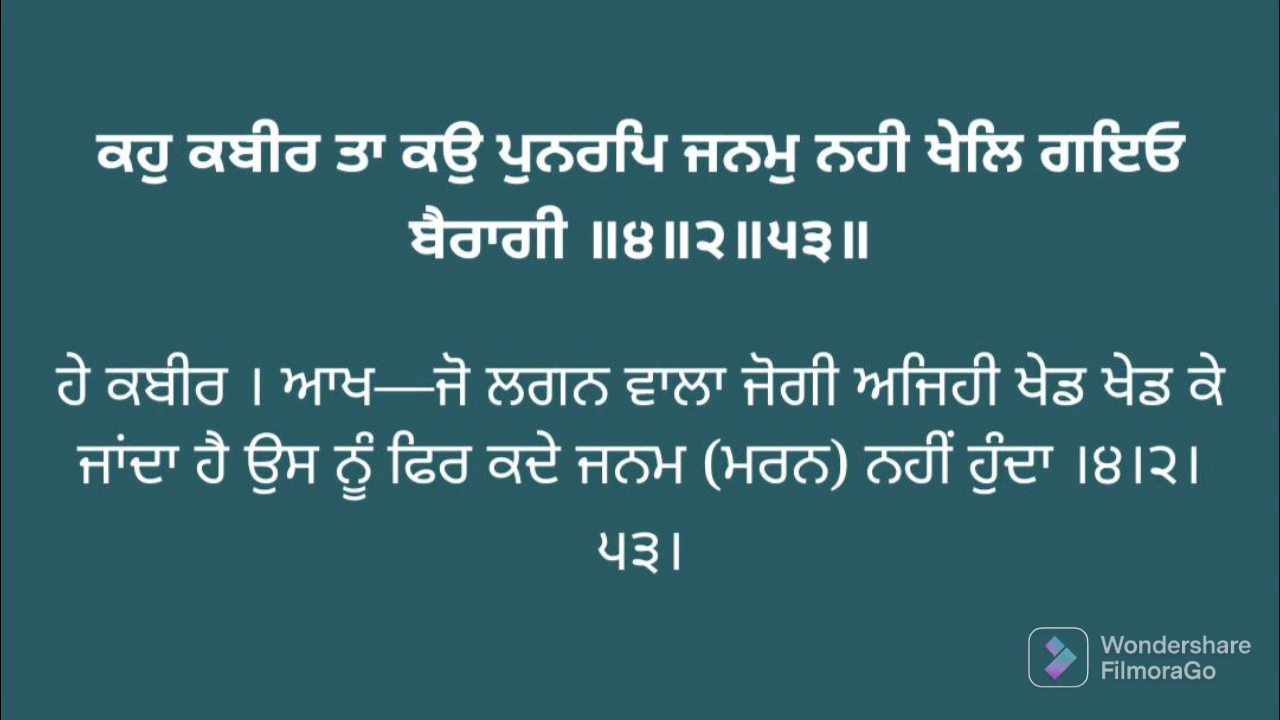 ਕਹੁ ਕਬੀਰ ਤਾ ਕਉ ਪੁਨਰਪਿ ਜਨਮੁ ਨਹੀ ਖੇਲਿ ਗਇਓ
ਬੈਰਾਗੀ ॥੪॥੨॥੫੩॥
ਹੇ ਕਬੀਰ । ਆਖ—ਜੋ ਲਗਨ ਵਾਲਾ ਜੋਗੀ ਅਜਿਹੀ ਖੇਡ ਖੇਡ ਕੇ
ਜਾਂਦਾ ਹੈ ਉਸ ਨੂੰ ਫਿਰ ਕਦੇ ਜਨਮ (ਮਰਨ) ਨਹੀਂ ਹੁੰਦਾ ।੪।੨।
੫੩।
Wondershare
FilmoraGo